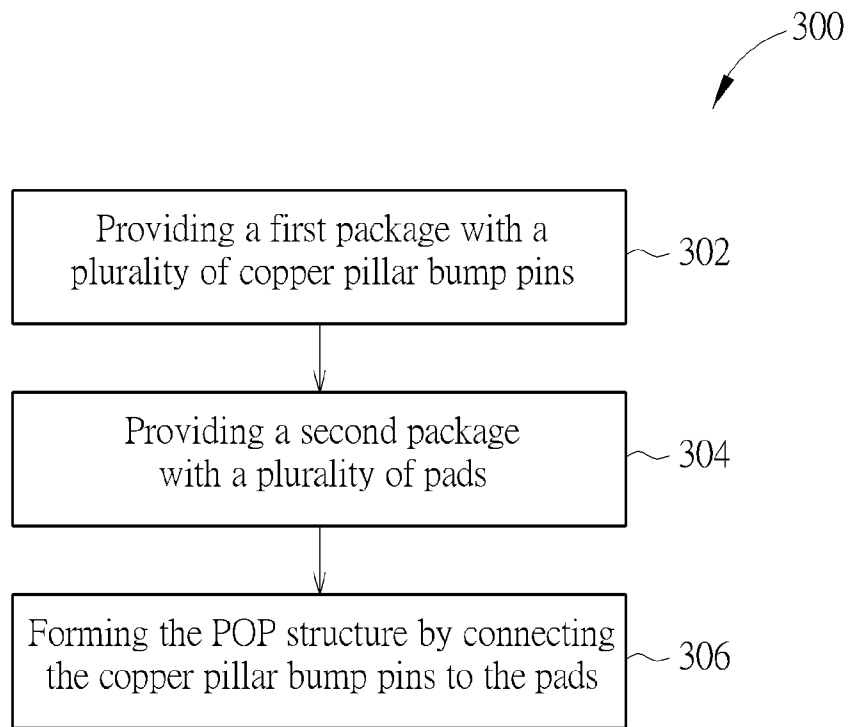 300
Providing a first package with a
plurality of copper pillar bump pins
302
Providing a second package
with a plurality of pads
304
Forming the POP structure by connecting
the copper pillar bump pins to the pads
306